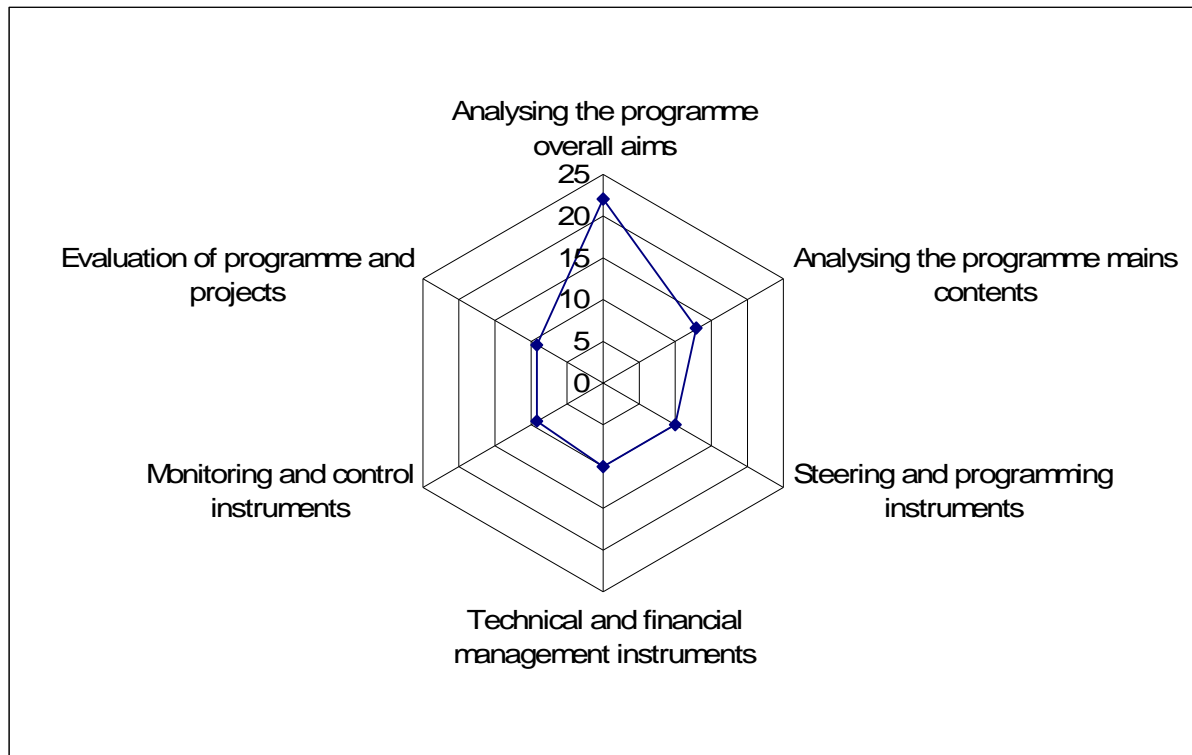 Analysing the programme
overall aims
25
20
15
10
5
0
Analysing the programme mains
contents
Steering and programming
instruments
Technical and financial
management instruments
Monitoring and control
instruments
Evaluation of programme and
projects